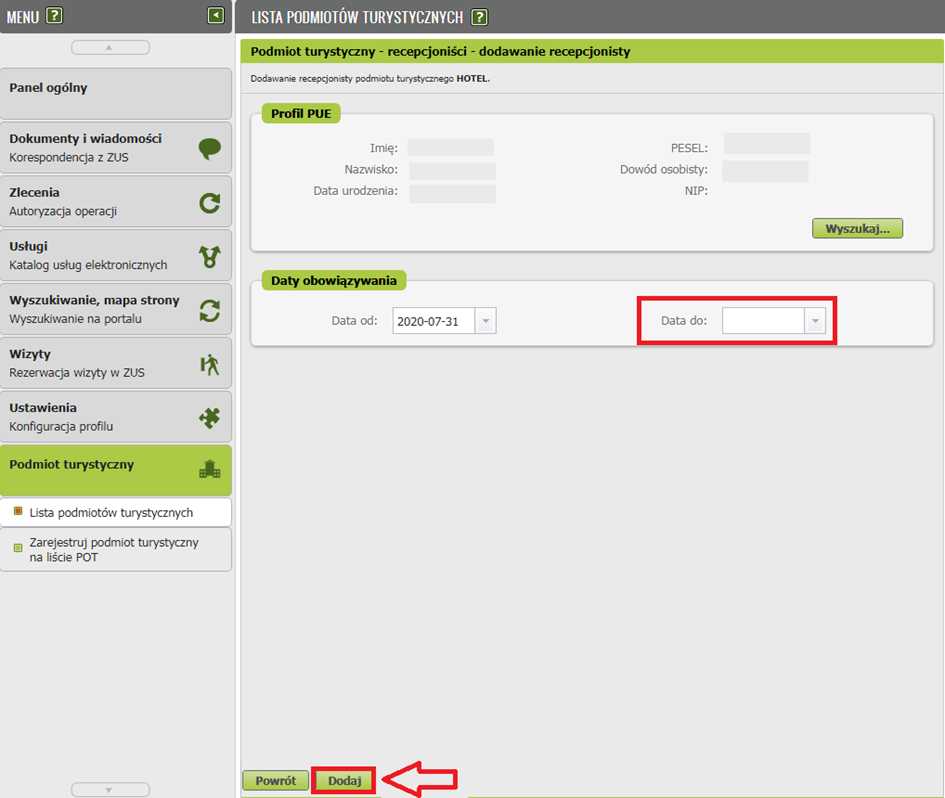 MENU ?
Panel ogólny
Dokumenty i wiadomości
Korespondencja z ZUS
Zlecenia
Autoryzacja operacji
Usługi
Katalog usług elektronicznych
Wyszukiwanie, mapa strony
Wyszukiwanie na portalu
Wizyty
Rezerwacja wizyty w ZUS
Ustawienia
Konfiguracja profilu
Podmiot turystyczny
Lista podmiotów turystycznych
Zarejestruj podmiot turystyczny
na liście POT
LISTA PODMIOTÓW TURYSTYCZNYCH ?
Podmiot turystyczny - recepcjoniści - dodawanie recepcjonisty
Dodawanie recepcjonisty podmiotu turystycznego HOTEL.
Profil PUE
Imię:
Nazwisko:
Data urodzenia:
PESEL:
Dowód osobisty:
NIP:
Wyszukaj...
Daty obowiązywania
Data od: 2020-07-31
Data do:
Powrót Dodaj